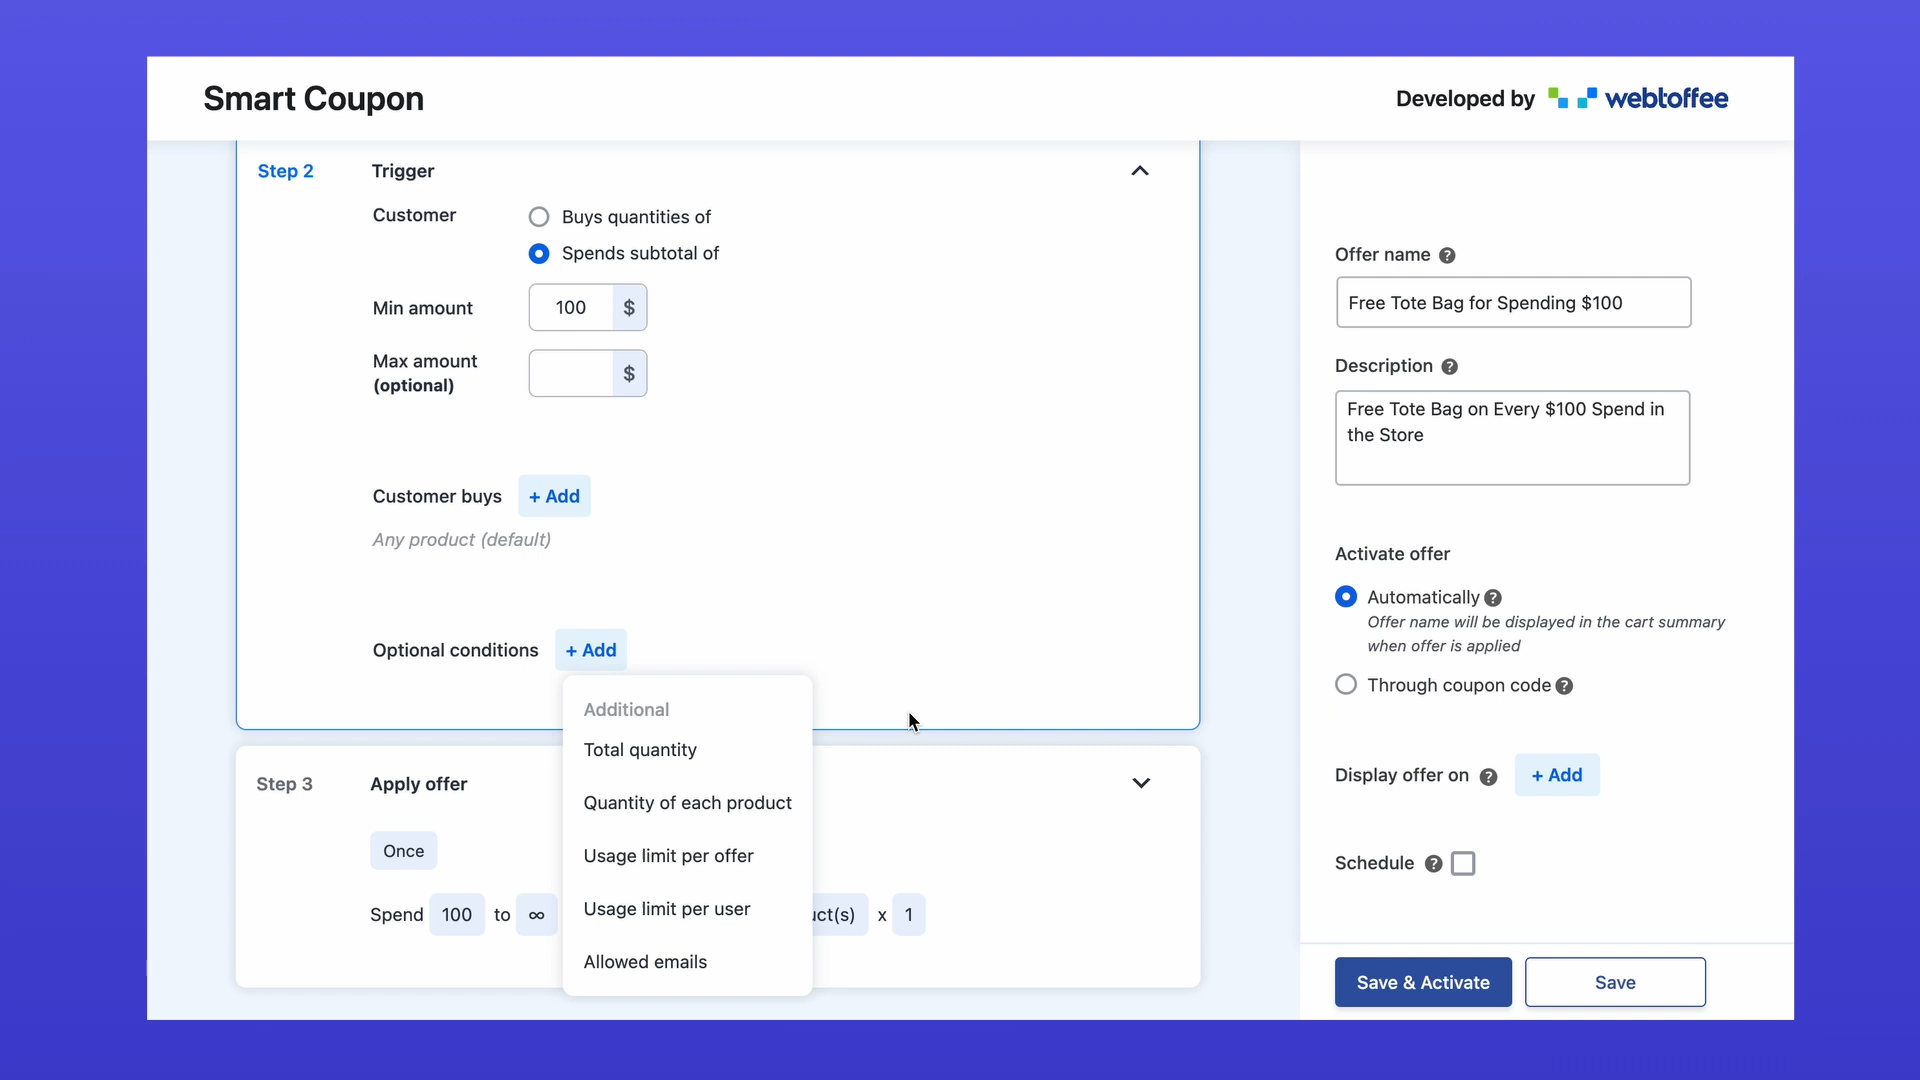 Smart Coupon
Developed by webtoffee
Step 2 Trigger
Customer
Buys quantities of
Spends subtotal of
Min amount 100 $
Max amount
(optional)
$
Customer buys + Add
Any product (default)
Optional conditions + Add
Additional
Total quantity
Quantity of each product
Usage limit per offer
Usage limit per user
Allowed emails
Step 3 Apply offer
Once
Spend 100 to ∞
x 1
Offer name ?
Free Tote Bag for Spending $100
Description ?
Free Tote Bag on Every $100 Spend in
the Store
Activate offer
Automatically ?
Offer name will be displayed in the cart summary
when offer is applied
Through coupon code ?
Display offer on ? + Add
Schedule ?
Save & Activate
Save